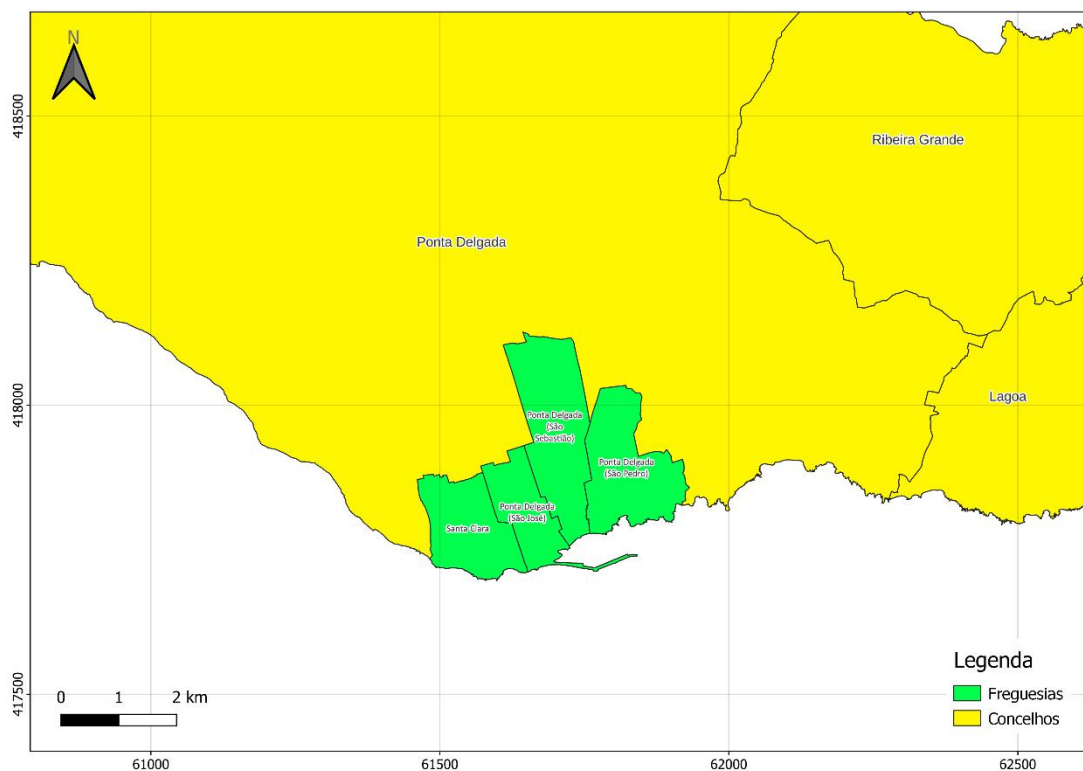 N
418500
Ribeira Grande
Ponta Delgada
418000
Lagoa
Ponta Delgada
(São
Sebastião)
Ponta Delgada
(São Pedro)
Ponta Delgada
(São José)
Santa Clara
417500
0 1 2 km
Legenda
Freguesias
Concelhos
61000 61500 62000 62500